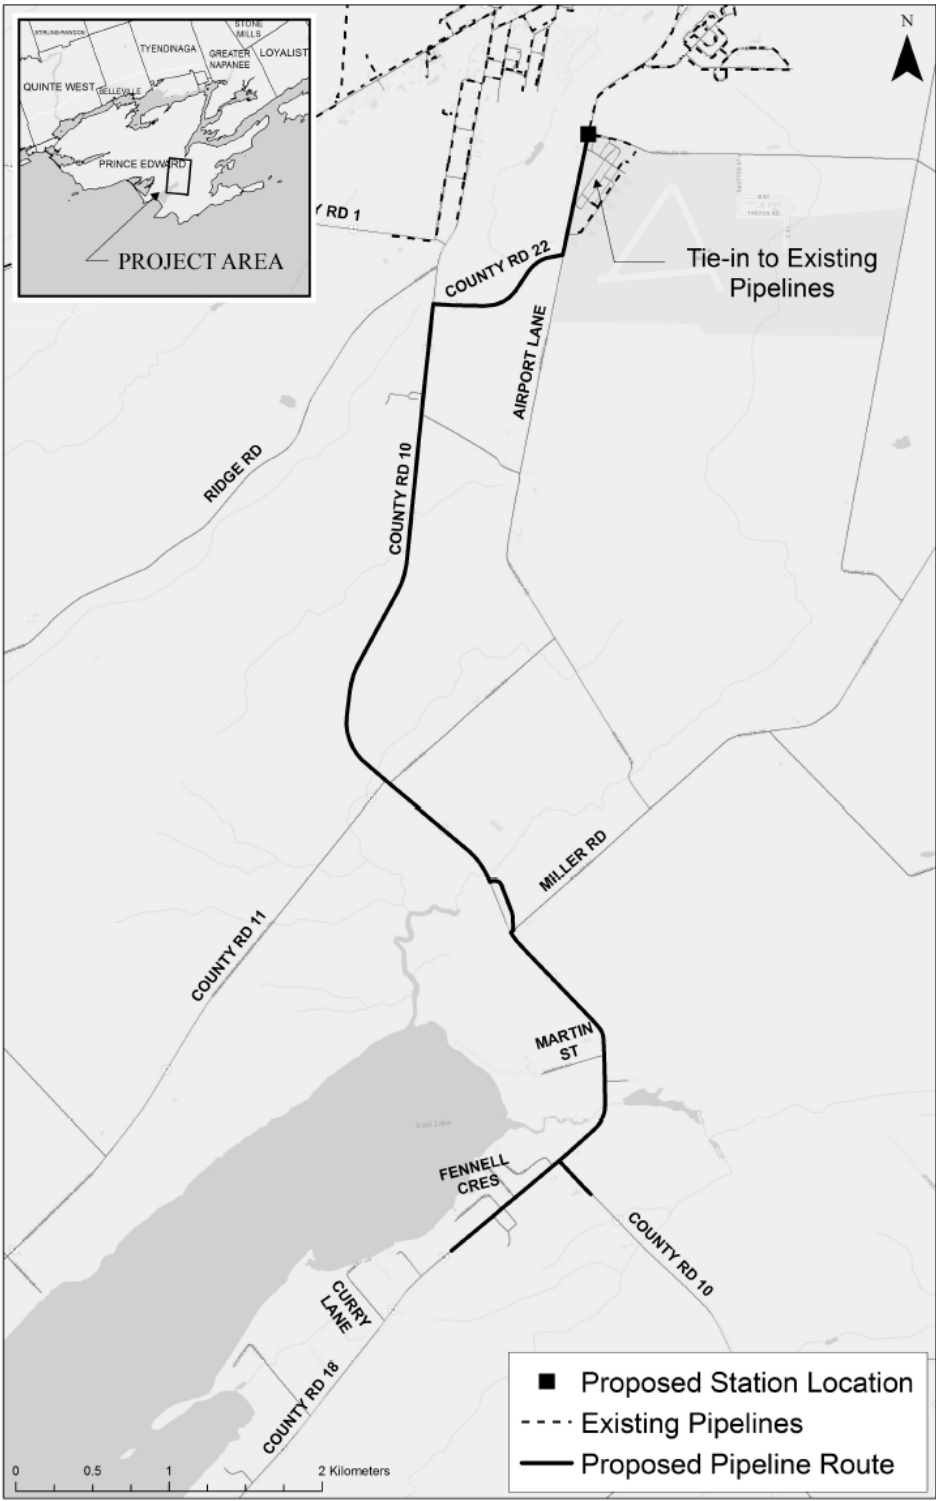 STIRLING-RAWDON
STONE
MILLS
TYENDINAGA
GREATER
NAPANEE
LOYALIST
QUINTE WEST
BELLEVILLE
PRINCE EDWARD
PROJECT AREA
N
Y RD 1
COUNTY RD 22
Tie-in to Existing
Pipelines
AIRPORT LANE
RIDGE RD
COUNTY RD 10
MILLER RD
COUNTY RD 11
MARTIN
ST
East Lake
FENNELL
CRES
COUNTY RD 10
CURRY
LANE
COUNTY RD 18
Proposed Station Location
Existing Pipelines
Proposed Pipeline Route
0 0.5 1 2 Kilometers